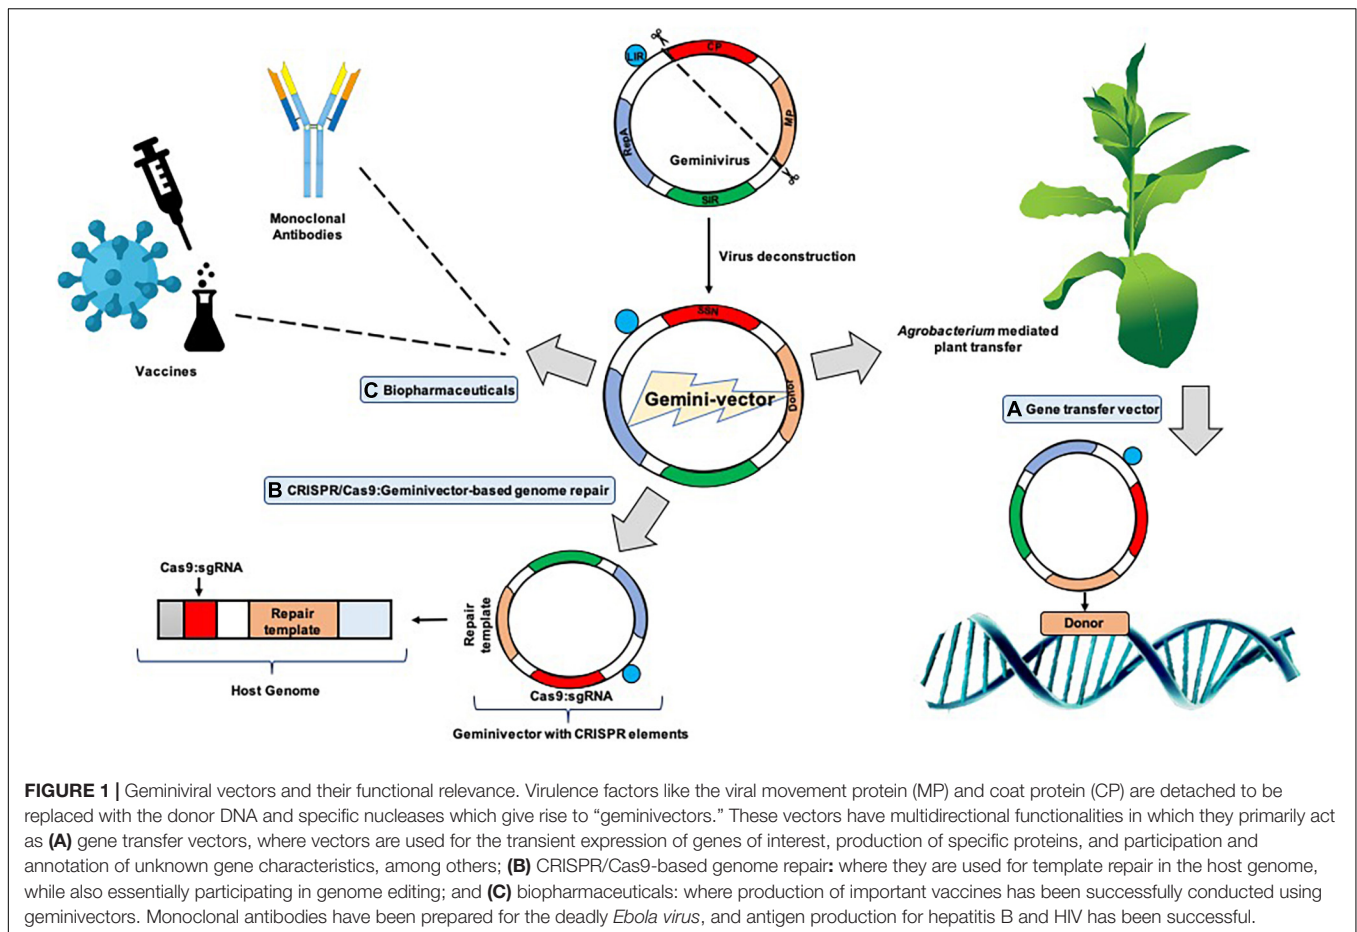 LIR
CP
MP
RepA
Geminivirus
SIR
Monoclonal
Antibodies
Virus deconstruction
Vaccines
SSN
Gemini-vector
Donor
Agrobacterium mediated
plant transfer
C Biopharmaceuticals
A Gene transfer vector
B CRISPR/Cas9:Geminivector-based genome repair
Cas9:sgRNA
Repair
template
Host Genome
Repair
template
Cas9:sgRNA
Geminivector with CRISPR elements
Donor
FIGURE 1 | Geminiviral vectors and their functional relevance. Virulence factors like the viral movement protein (MP) and coat protein (CP) are detached to be
replaced with the donor DNA and specific nucleases which give rise to “geminivectors.” These vectors have multidirectional functionalities in which they primarily act
as (A) gene transfer vectors, where vectors are used for the transient expression of genes of interest, production of specific proteins, and participation and
annotation of unknown gene characteristics, among others; (B) CRISPR/Cas9-based genome repair: where they are used for template repair in the host genome,
while also essentially participating in genome editing; and (C) biopharmaceuticals: where production of important vaccines has been successfully conducted using
geminivectors. Monoclonal antibodies have been prepared for the deadly Ebola virus, and antigen production for hepatitis B and HIV has been successful.